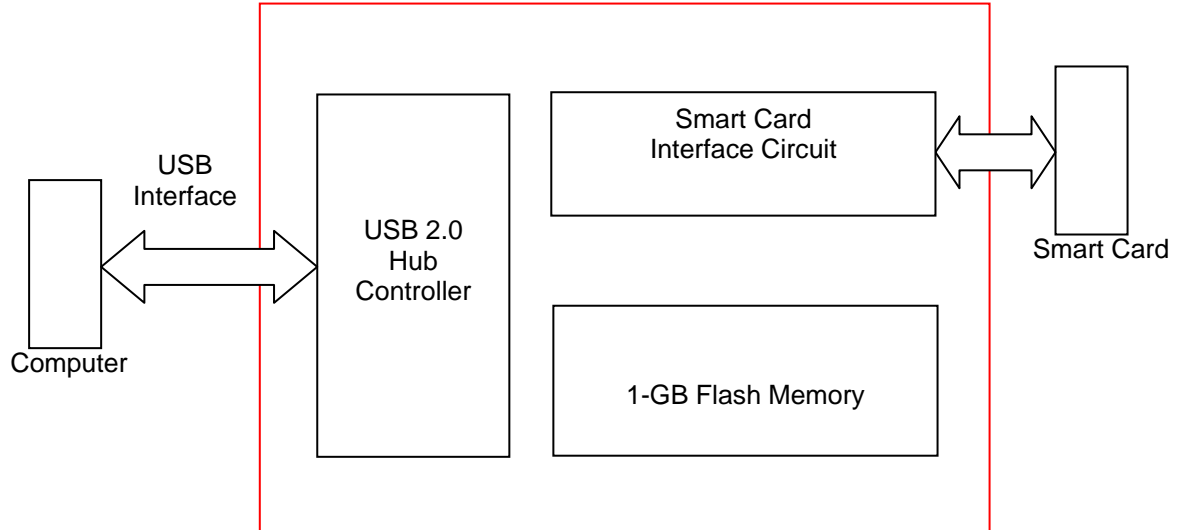 USB
Interface
Computer
USB 2.0
Hub
Controller
Smart Card
Interface Circuit
1-GB Flash Memory
Smart Card